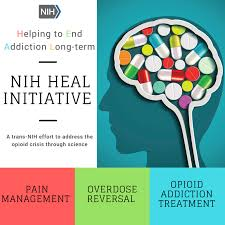 NIH
Helping to End
Addiction Long-term
NIH HEAL
INITIATIVE
A trans-NIH effort to address the
opioid crisis through science
PAIN
MANAGEMENT
OVERDOSE
REVERSAL
OPIOID
ADDICTION
TREATMENT